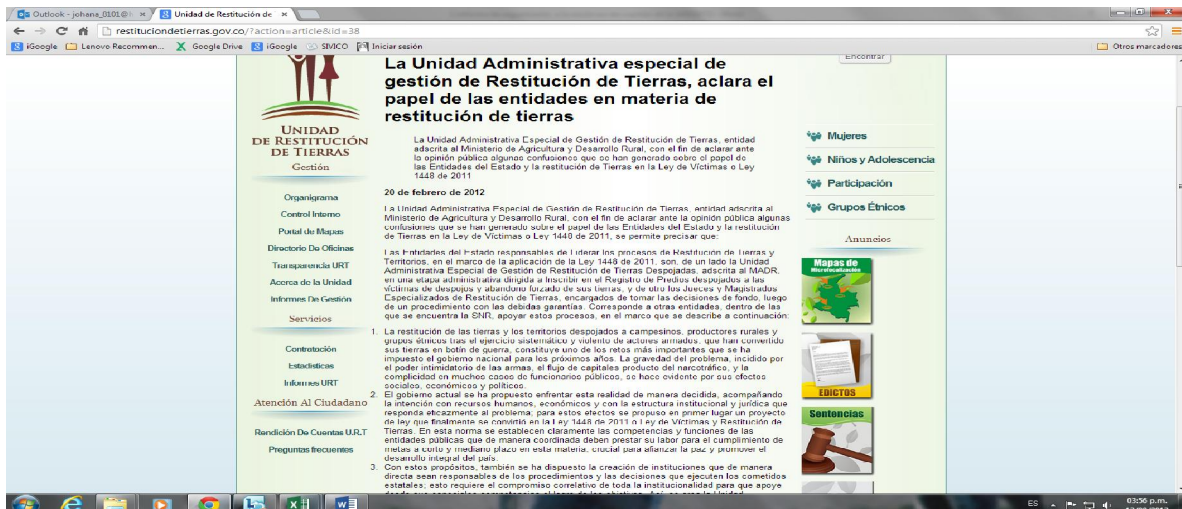 Outlook - johana_0101@h
Unidad de Restitución de
restituciondetierras.gov.co/?action=article&id=38
iGoogle Lenovo Recommen... Google Drive iGoogle SIVICO Iniciar sesión Otros marcadores
UNIDAD
DE RESTITUCIÓN
DE TIERRAS
Gestión
Organigrama
Control Interno
Portal de Mapas
Directorio De Oficinas
Transparencia URT
Acerca de la Unidad
Informes De Gestión
Servicios
Contratación
Estadísticas
Informes URT
Atención Al Ciudadano
Rendición De Cuentas U.R.T
Preguntas frecuentes
La Unidad Administrativa especial de
gestión de Restitución de Tierras, aclara el
papel de las entidades en materia de
restitución de tierras
La Unidad Administrativa Especial de Gestión de Restitución de Tierras, entidad
adscrita al Ministerio de Agricultura y Desarrollo Rural, con el fin de aclarar ante
la opinión pública algunas confusiones que se han generado sobre el papel de
las Entidades del Estado y la restitución de Tierras en la Ley de Víctimas o Ley
1448 de 2011
20 de febrero de 2012
La Unidad Administrativa Especial de Gestión de Restitución de Tierras, entidad adscrita al
Ministerio de Agricultura y Desarrollo Rural, con el fin de aclarar ante la opinión pública algunas
confusiones que se han generado sobre el papel de las Entidades del Estado y la restitución
de Tierras en la Ley de Víctimas o Ley 1448 de 2011, se permite precisar que:
Las Entidades del Estado responsables de Liderar los procesos de Restitución de Tierras y
Territorios, en el marco de la aplicación de la Ley 1448 de 2011, son, de un lado la Unidad
Administrativa Especial de Gestión de Restitución de Tierras Despojadas, adscrita al MADR,
en una etapa administrativa dirigida a Inscribir en el Registro de Predios despojados a las
víctimas de despojos y abandono forzado de sus tierras, y de otro los Jueces y Magistrados
Especializados de Restitución de Tierras, encargados de tomar las decisiones de fondo, luego
de un procedimiento con las debidas garantías. Corresponde a otras entidades, dentro de las
que se encuentra la SNR, apoyar estos procesos, en el marco que se describe a continuación:
1. La restitución de las tierras y los territorios despojados a campesinos, productores rurales y
grupos étnicos tras el ejercicio sistemático y violento de actores armados, que han convertido
sus tierras en botín de guerra, constituye uno de los retos más importantes que se ha
impuesto el gobierno nacional para los próximos años. La gravedad del problema, incidido por
el poder intimidatorio de las armas, el flujo de capitales producto del narcotráfico, y la
complicidad en muchos casos de funcionarios públicos, se hace evidente por sus efectos
sociales, económicos y políticos.
2. El gobierno actual se ha propuesto enfrentar esta realidad de manera decidida, acompañando
la intención con recursos humanos, económicos y con la estructura institucional y jurídica que
responda eficazmente al problema; para estos efectos se propuso en primer lugar un proyecto
de ley que finalmente se convirtió en la Ley 1448 de 2011 o Ley de Víctimas y Restitución de
Tierras. En esta norma se establecen claramente las competencias y funciones de las
entidades públicas que de manera coordinada deben prestar su labor para el cumplimiento de
metas a corto y mediano plazo en esta materia, crucial para afianzar la paz y promover el
desarrollo integral del país.
3. Con estos propósitos, también se ha dispuesto la creación de instituciones que de manera
directa sean responsables de los procedimientos y las decisiones que ejecuten los cometidos
estatales; esto requiere el compromiso correlativo de toda la institucionalidad para que apoye
Encontrar
Mujeres
Niños y Adolescencia
Participación
Grupos Étnicos
Anuncios
Mapas de
Microfocalización
EDICTOS
Sentencias
ES
03:56 p.m.